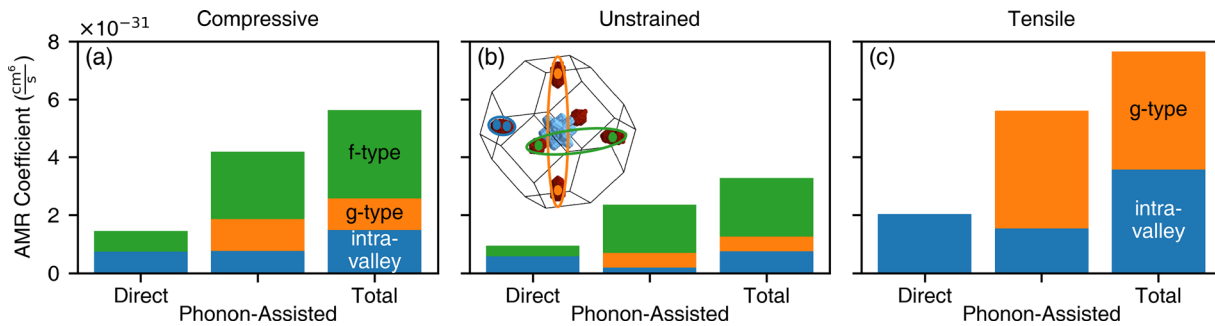 Compressive
Unstrained
Tensile
×10−31
AMR Coefficient (cm6/s)
8
6
4
2
0
(a)
f-type
g-type
intra-
valley
Direct
Total
Phonon-Assisted
(b)
Direct
Total
Phonon-Assisted
(c)
g-type
intra-
valley
Direct
Total
Phonon-Assisted